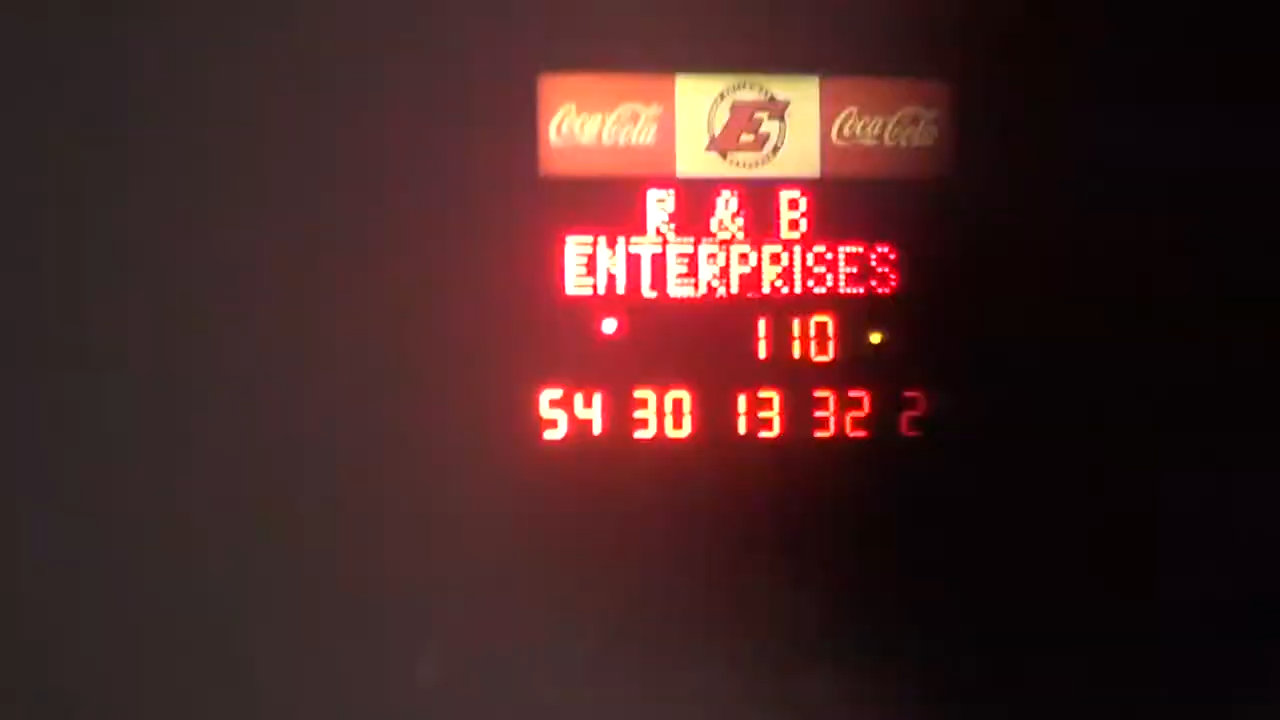 Coca-Cola E Coca-Cola
R & B
ENTERPRISES
110
54 30 13 32 2